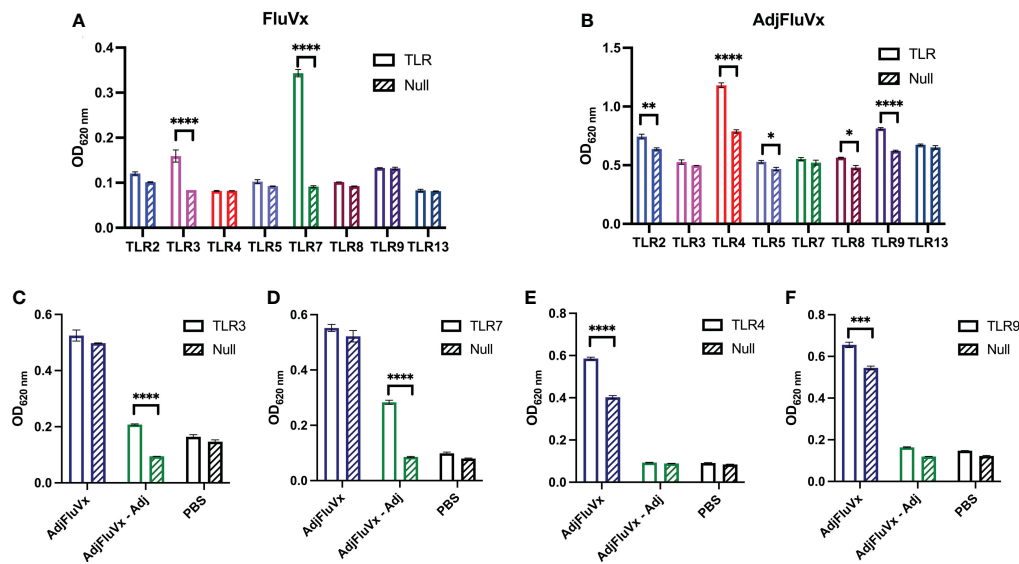 A
FluVx
OD620 nm
0.4
0.3
0.2
0.1
0.0
****
****
TLR
Null
TLR2 TLR3 TLR4 TLR5 TLR7 TLR8 TLR9 TLR13
B
AdjFluVx
OD620 nm
1.5
1.0
0.5
0.0
**
****
*
*
****
TLR
Null
TLR2 TLR3 TLR4 TLR5 TLR7 TLR8 TLR9 TLR13
C
OD620 nm
0.6
0.4
0.2
0.0
****
TLR3
Null
AdjFluVx
AdjFluVx - Adj
PBS
D
OD620 nm
0.6
0.4
0.2
0.0
****
TLR7
Null
AdjFluVx
AdjFluVx - Adj
PBS
E
OD620 nm
0.8
0.6
0.4
0.2
0.0
****
TLR4
Null
AdjFluVx
AdjFluVx - Adj
PBS
F
OD620 nm
0.8
0.6
0.4
0.2
0.0
***
TLR9
Null
AdjFluVx
AdjFluVx - Adj
PBS